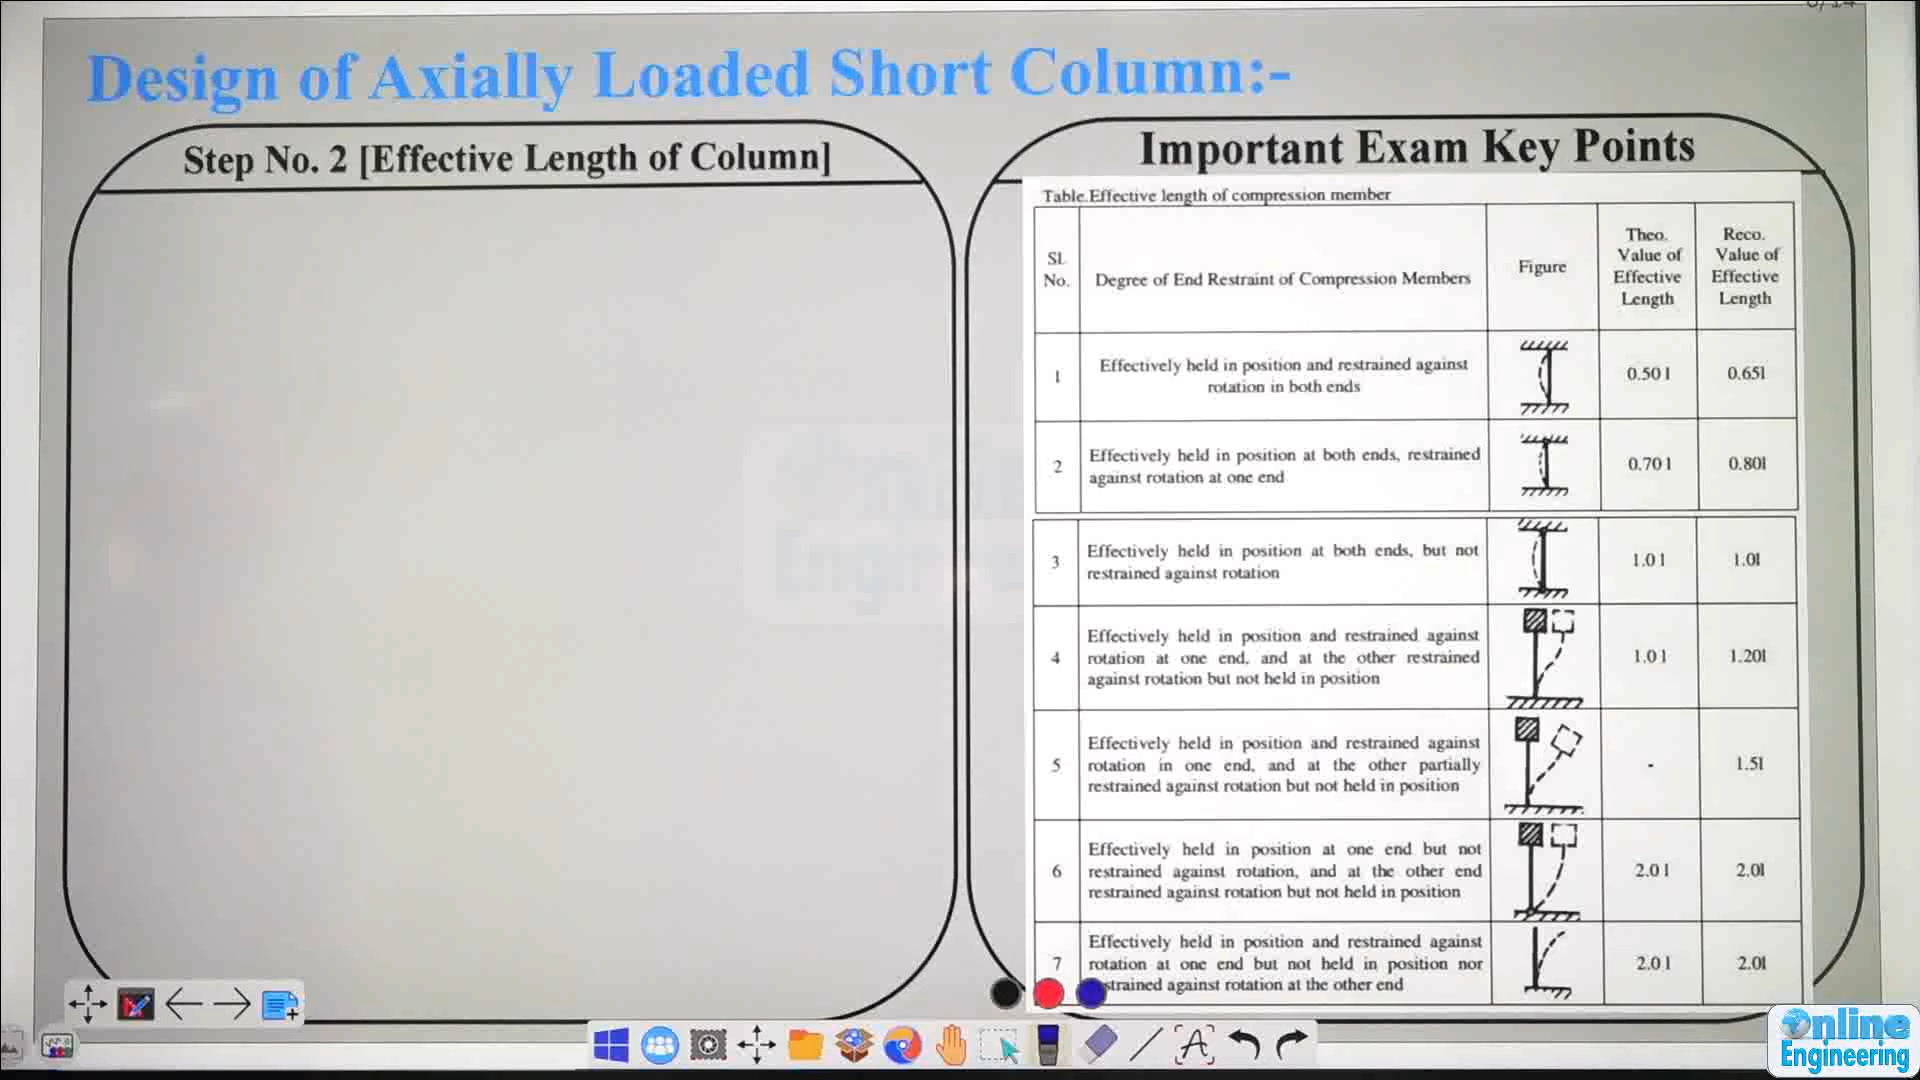 Design of Axially Loaded Short Column:-
Step No. 2 [Effective Length of Column]
Important Exam Key Points
Table.Effective length of compression member
Sl. No.
Degree of End Restraint of Compression Members
Figure
Theo. Value of Effective Length
Reco. Value of Effective Length
1
Effectively held in position and restrained against
rotation in both ends
0.50 l
0.65l
2
Effectively held in position at both ends, restrained
against rotation at one end
0.70 l
0.80l
3
Effectively held in position at both ends, but not
restrained against rotation
1.0 l
1.0l
4
Effectively held in position and restrained against
rotation at one end, and at the other restrained
against rotation but not held in position
1.0 l
1.20l
5
Effectively held in position and restrained against
rotation in one end, and at the other partially
restrained against rotation but not held in position
-
1.5l
6
Effectively held in position at one end but not
restrained against rotation, and at the other end
restrained against rotation but not held in position
2.0 l
2.0l
7
Effectively held in position and restrained against
rotation at one end but not held in position nor
strained against rotation at the other end
2.0 l
2.0l
Online
Engineering